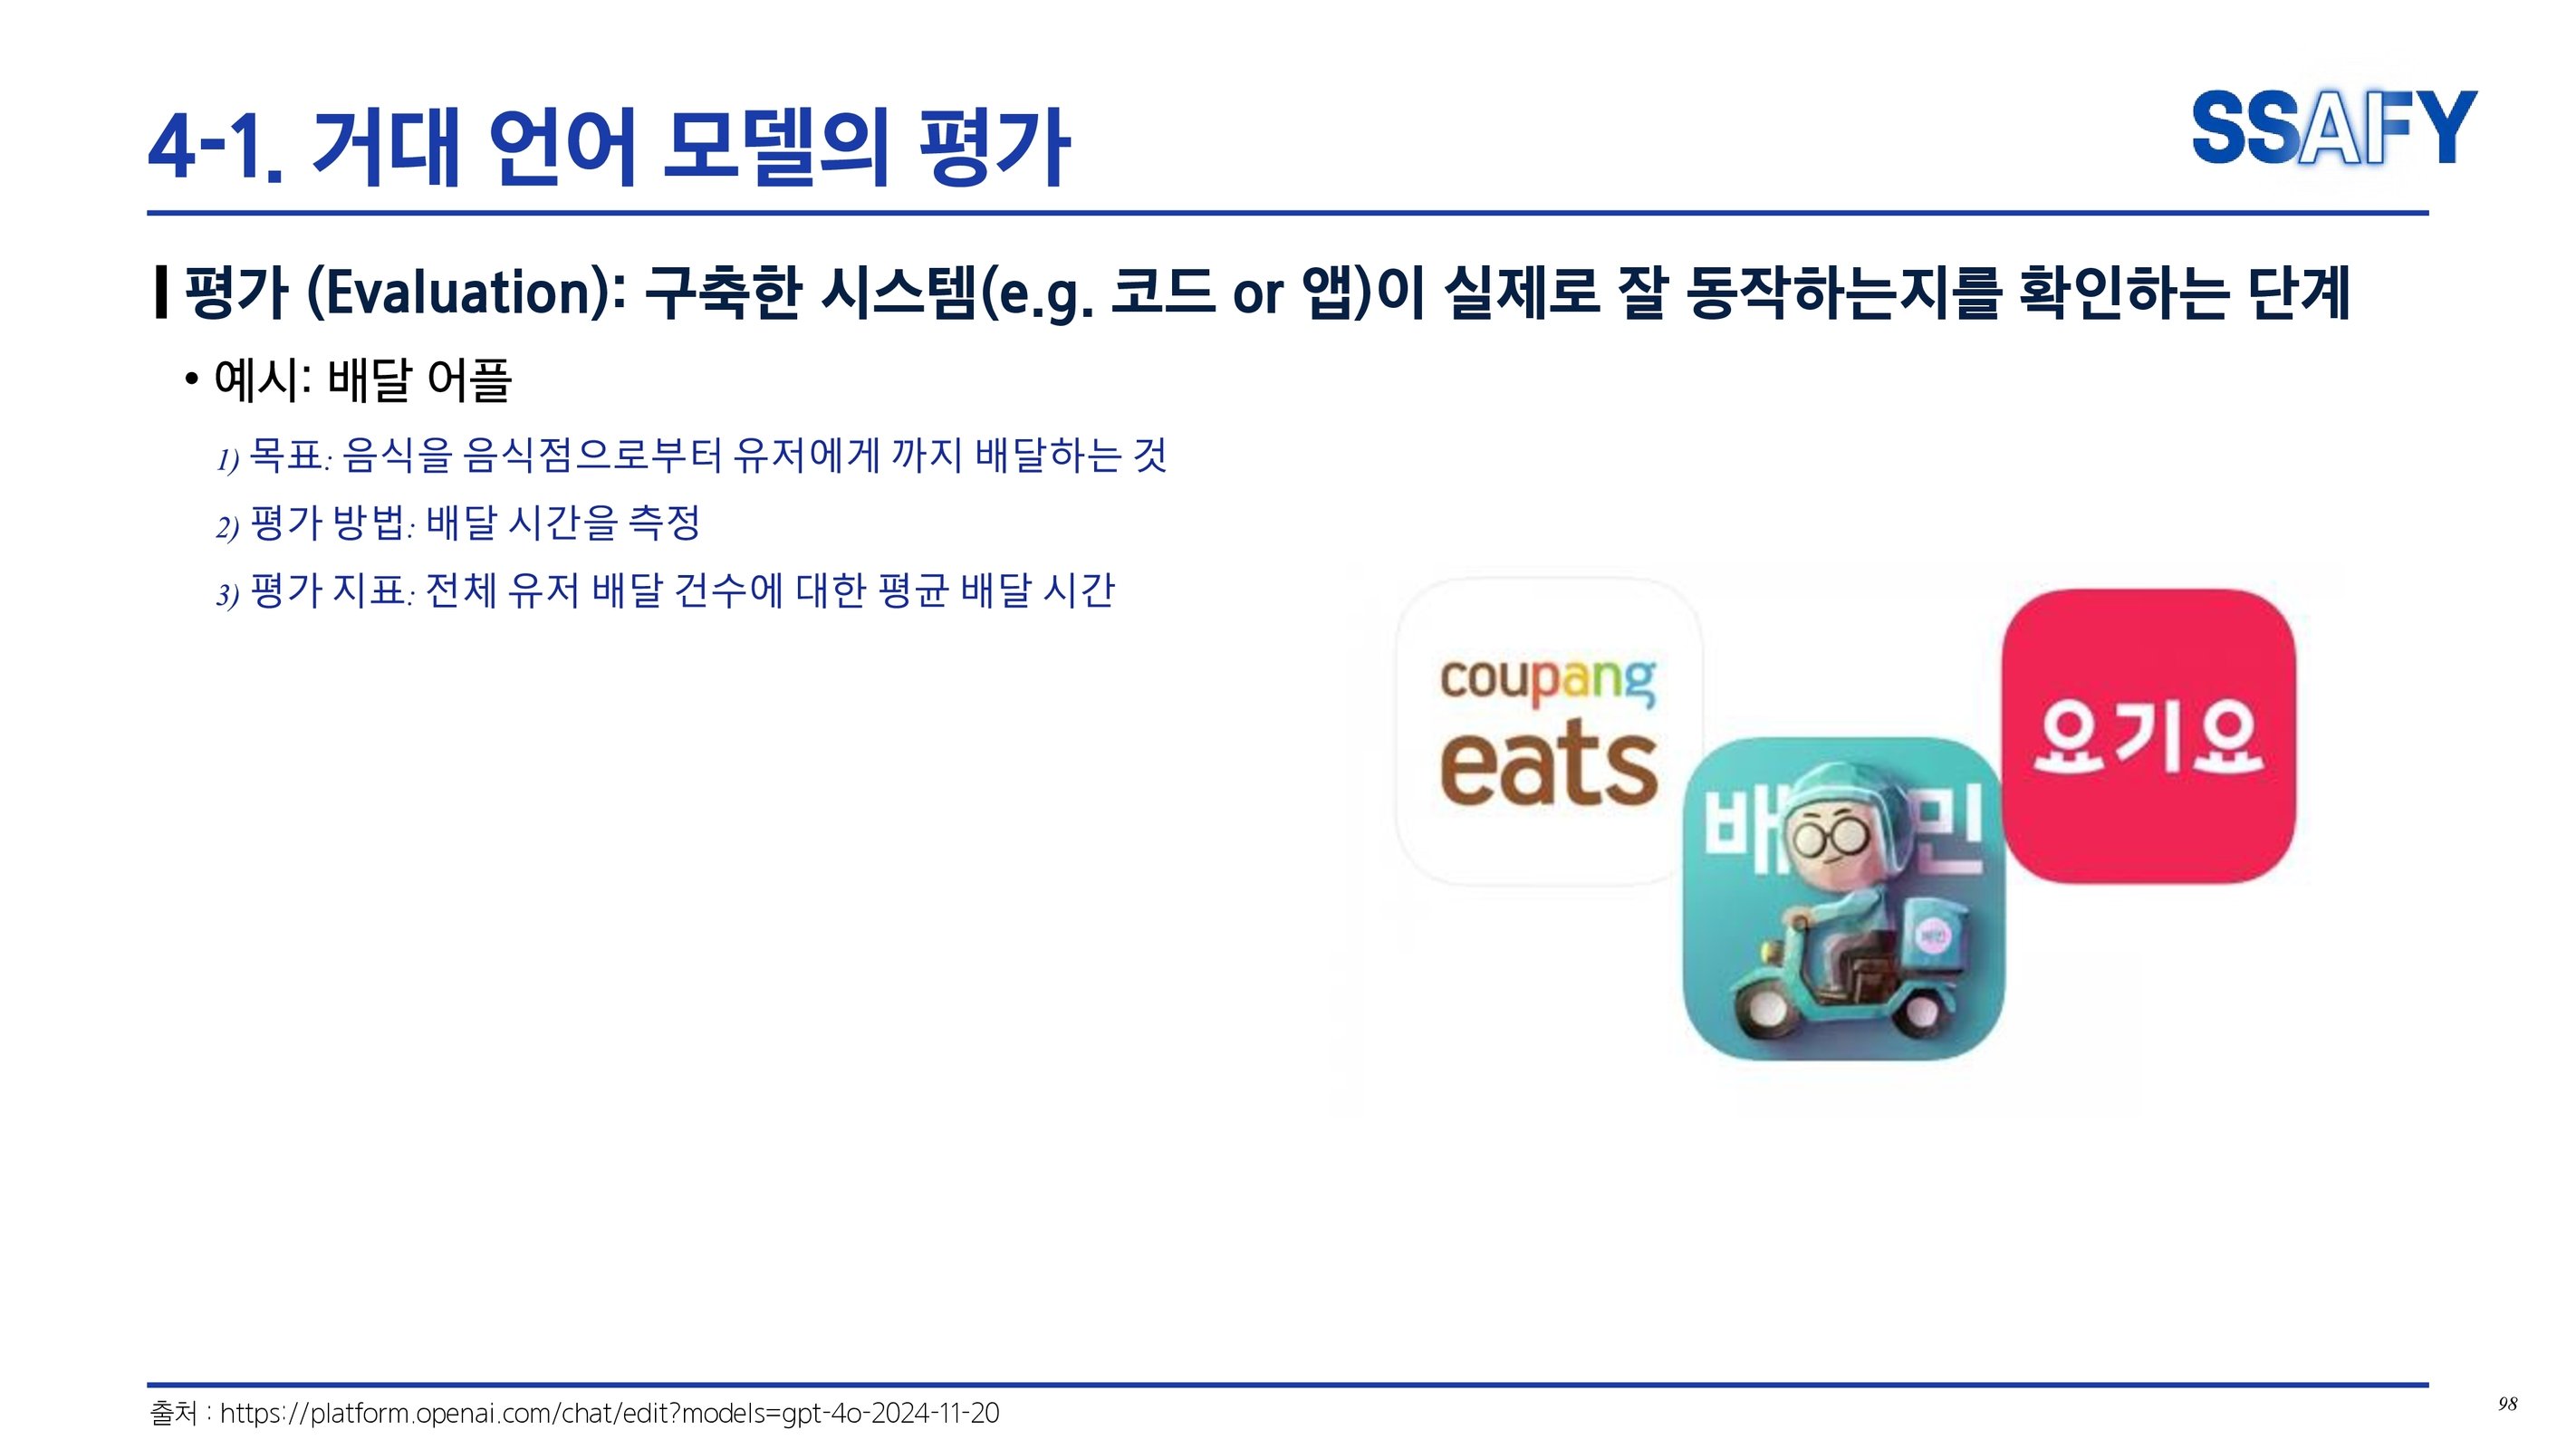 4-1. 거대 언어 모델의 평가
SSAFY
평가 (Evaluation): 구축한 시스템(e.g. 코드 or 앱)이 실제로 잘 동작하는지를 확인하는 단계
• 예시: 배달 어플
1) 목표: 음식을 음식점으로부터 유저에게 까지 배달하는 것
2) 평가 방법: 배달 시간을 측정
3) 평가 지표: 전체 유저 배달 건수에 대한 평균 배달 시간
coupang
eats
요기요
배민
배민
출처 : https://platform.openai.com/chat/edit?models=gpt-4o-2024-11-20
98